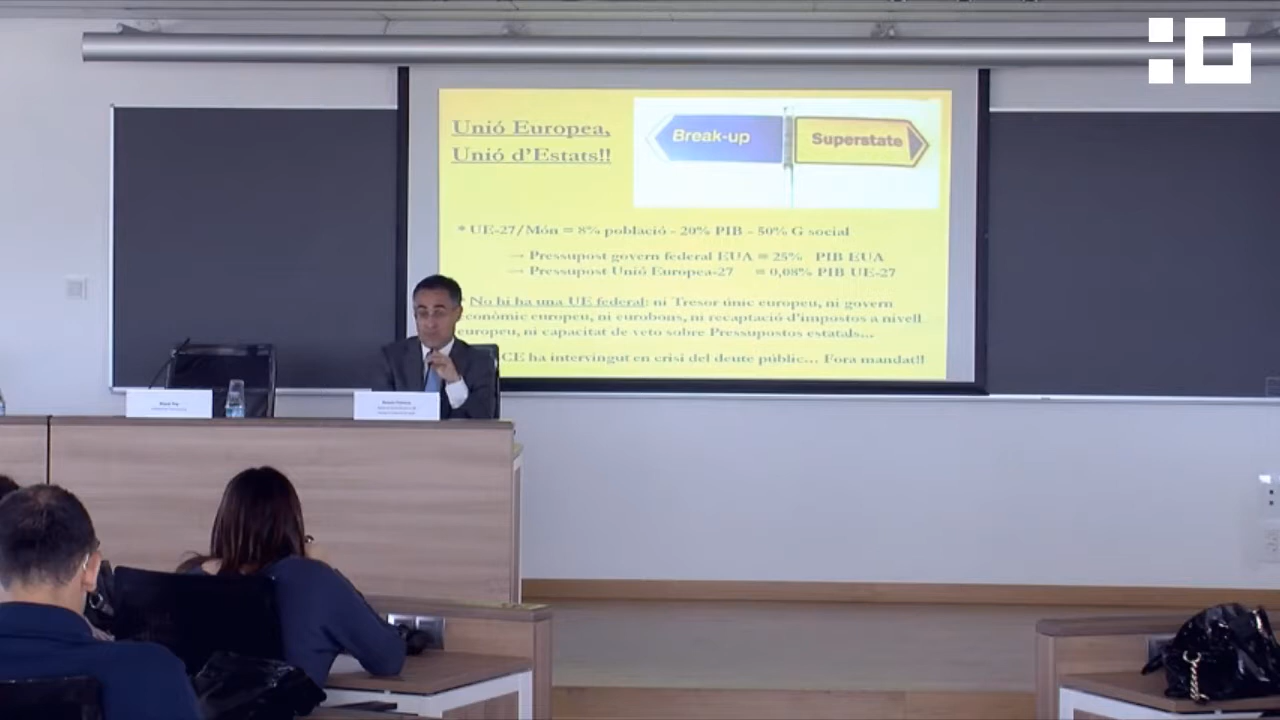 Unió Europea,
Unió d'Estats!!
Break-up
Superstate
* UE-27/Món = 8% població - 20% PIB - 50% G social
→ Pressupost govern federal EUA = 25% PIB EUA
→ Pressupost Unió Europea-27 = 0,08% PIB UE-27
No hi ha una UE federal: ni Tresor únic europeu, ni govern
conòmic europeu, ni eurobons, ni recaptació d'impostos a nivell
europeu, ni capacitat de veto sobre Pressupostos estatals...
CE ha intervingut en crisi del deute públic... Fora mandat!!